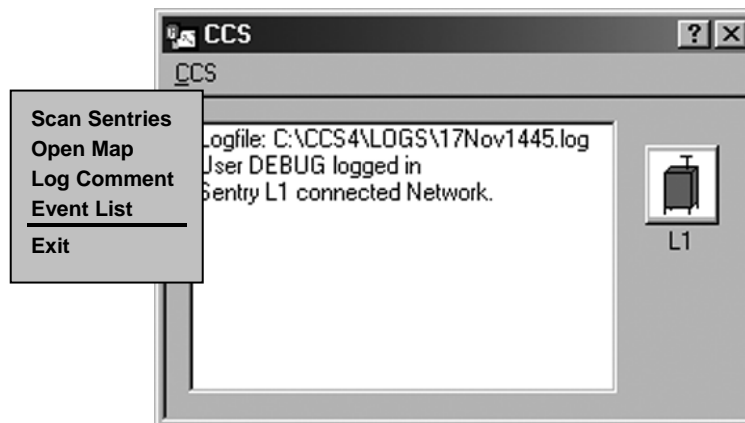 CCS
? ×
CCS
Scan Sentries
Open Map
Log Comment
Event List
Exit
Logfile: C:\CCS4\LOGS\17Nov1445.log
User DEBUG logged in
Sentry L1 connected Network.
L1